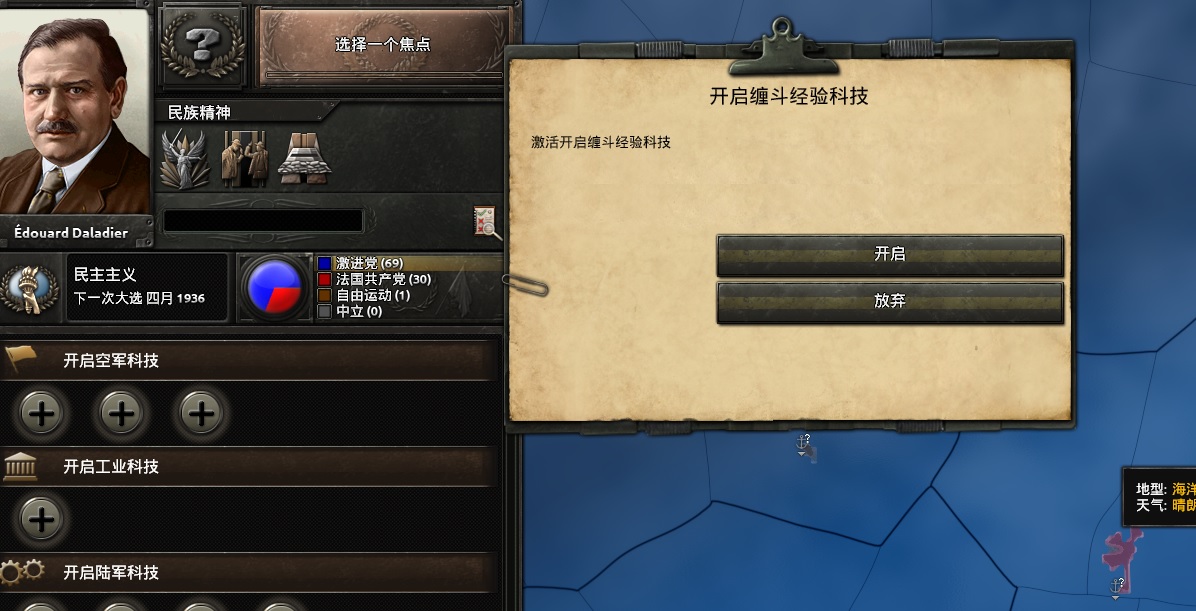 选择一个焦点
民族精神
Édouard Daladier
民主主义
下一次大选 四月 1936
激进党 (69)
法国共产党 (30)
自由运动 (1)
中立 (0)
开启空军科技
开启工业科技
开启陆军科技
开启缠斗经验科技
激活开启缠斗经验科技
开启
放弃
地型: 海洋
天气: 晴朗